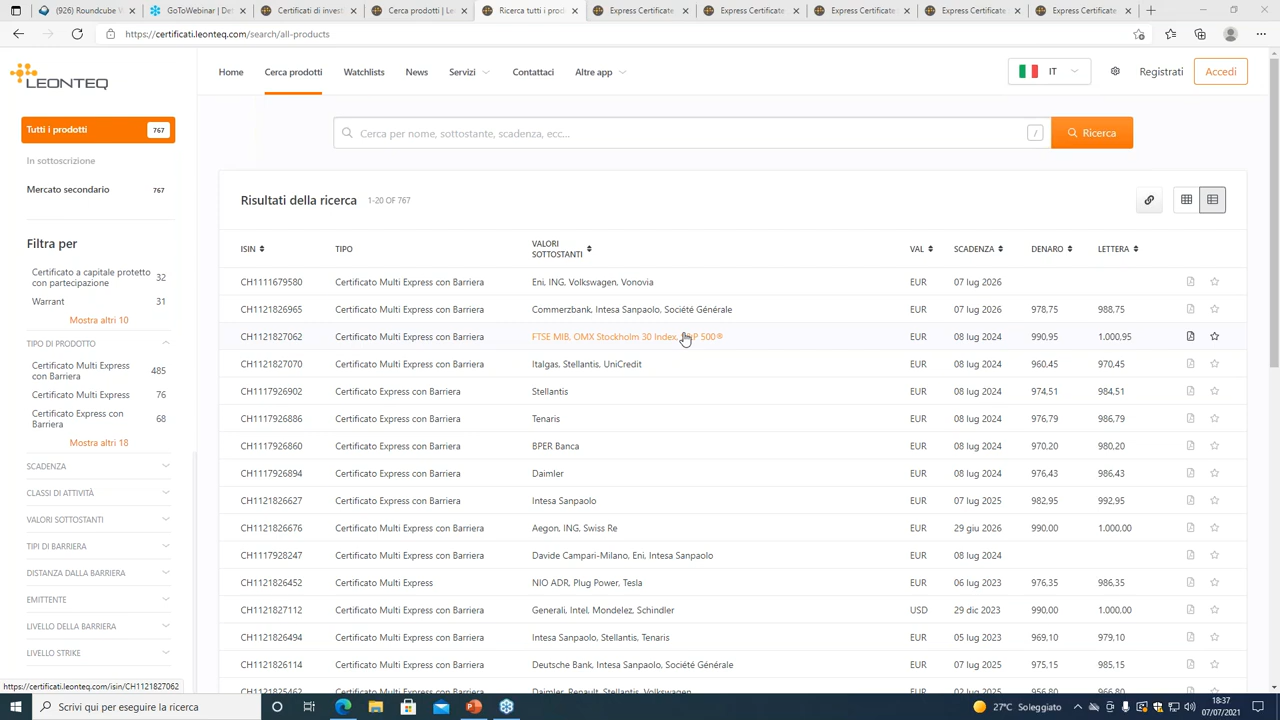 (926) Roundcube V
GoToWebinar | Det
Certificati di inves
Cerca prodotti | Le
Ricerca tutti i prod
Express Certificate
Express Certificate
Express Certificate
Express Certificate
Express Certificate
https://certificati.leonteq.com/search/all-products
LEONTEQ
Home
Cerca prodotti
Watchlists
News
Servizi
Contattaci
Altre app
IT
Registrati
Accedi
Tutti i prodotti 767
In sottoscrizione
Mercato secondario 767
Filtra per
Certificato a capitale protetto
con partecipazione 32
Warrant 31
Mostra altri 10
TIPO DI PRODOTTO
Certificato Multi Express
con Barriera 485
Certificato Multi Express 76
Certificato Express con
Barriera 68
Mostra altri 18
SCADENZA
CLASSI DI ATTIVITÀ
VALORI SOTTOSTANTI
TIPI DI BARRIERA
DISTANZA DALLA BARRIERA
EMITTENTE
LIVELLO DELLA BARRIERA
LIVELLO STRIKE
Cerca per nome, sottostante, scadenza, ecc...
/
Ricerca
Risultati della ricerca 1-20 OF 767
ISIN TIPO VALORI SOTTOSTANTI VAL SCADENZA DENARO LETTERA
CH1111679580 Certificato Multi Express con Barriera Eni, ING, Volkswagen, Vonovia EUR 07 lug 2026
CH1121826965 Certificato Multi Express con Barriera Commerzbank, Intesa Sanpaolo, Société Générale EUR 07 lug 2026 978,75 988,75
CH1121827062 Certificato Multi Express con Barriera FTSE MIB, OMX Stockholm 30 Index, S&P 500® EUR 08 lug 2024 990,95 1.000,95
CH1121827070 Certificato Multi Express con Barriera Italgas, Stellantis, UniCredit EUR 08 lug 2024 960,45 970,45
CH1117926902 Certificato Express con Barriera Stellantis EUR 08 lug 2024 974,51 984,51
CH1117926886 Certificato Express con Barriera Tenaris EUR 08 lug 2024 976,79 986,79
CH1117926860 Certificato Express con Barriera BPER Banca EUR 08 lug 2024 970,20 980,20
CH1117926894 Certificato Express con Barriera Daimler EUR 08 lug 2024 976,43 986,43
CH1121826627 Certificato Express con Barriera Intesa Sanpaolo EUR 07 lug 2025 982,95 992,95
CH1121826676 Certificato Multi Express con Barriera Aegon, ING, Swiss Re EUR 29 giu 2026 990,00 1.000,00
CH1117928247 Certificato Multi Express con Barriera Davide Campari-Milano, Eni, Intesa Sanpaolo EUR 08 lug 2024
CH1121826452 Certificato Multi Express NIO ADR, Plug Power, Tesla EUR 06 lug 2023 976,35 986,35
CH1121827112 Certificato Multi Express con Barriera Generali, Intel, Mondelez, Schindler USD 29 dic 2023 990,00 1.000,00
CH1121826494 Certificato Multi Express con Barriera Intesa Sanpaolo, Stellantis, Tenaris EUR 05 lug 2023 969,10 979,10
CH1121826114 Certificato Multi Express con Barriera Deutsche Bank, Intesa Sanpaolo, Société Générale EUR 07 lug 2025 975,15 985,15
CH1121825462 Certificato Multi Express con Barriera Daimler, Renault, Stellantis, Volkswagen EUR 02 lug 2025 956,80 966,80
https://certificati.leonteq.com/isin/CH1121827062
Scrivi qui per eseguire la ricerca
27°C Soleggiato
18:37
07/07/2021